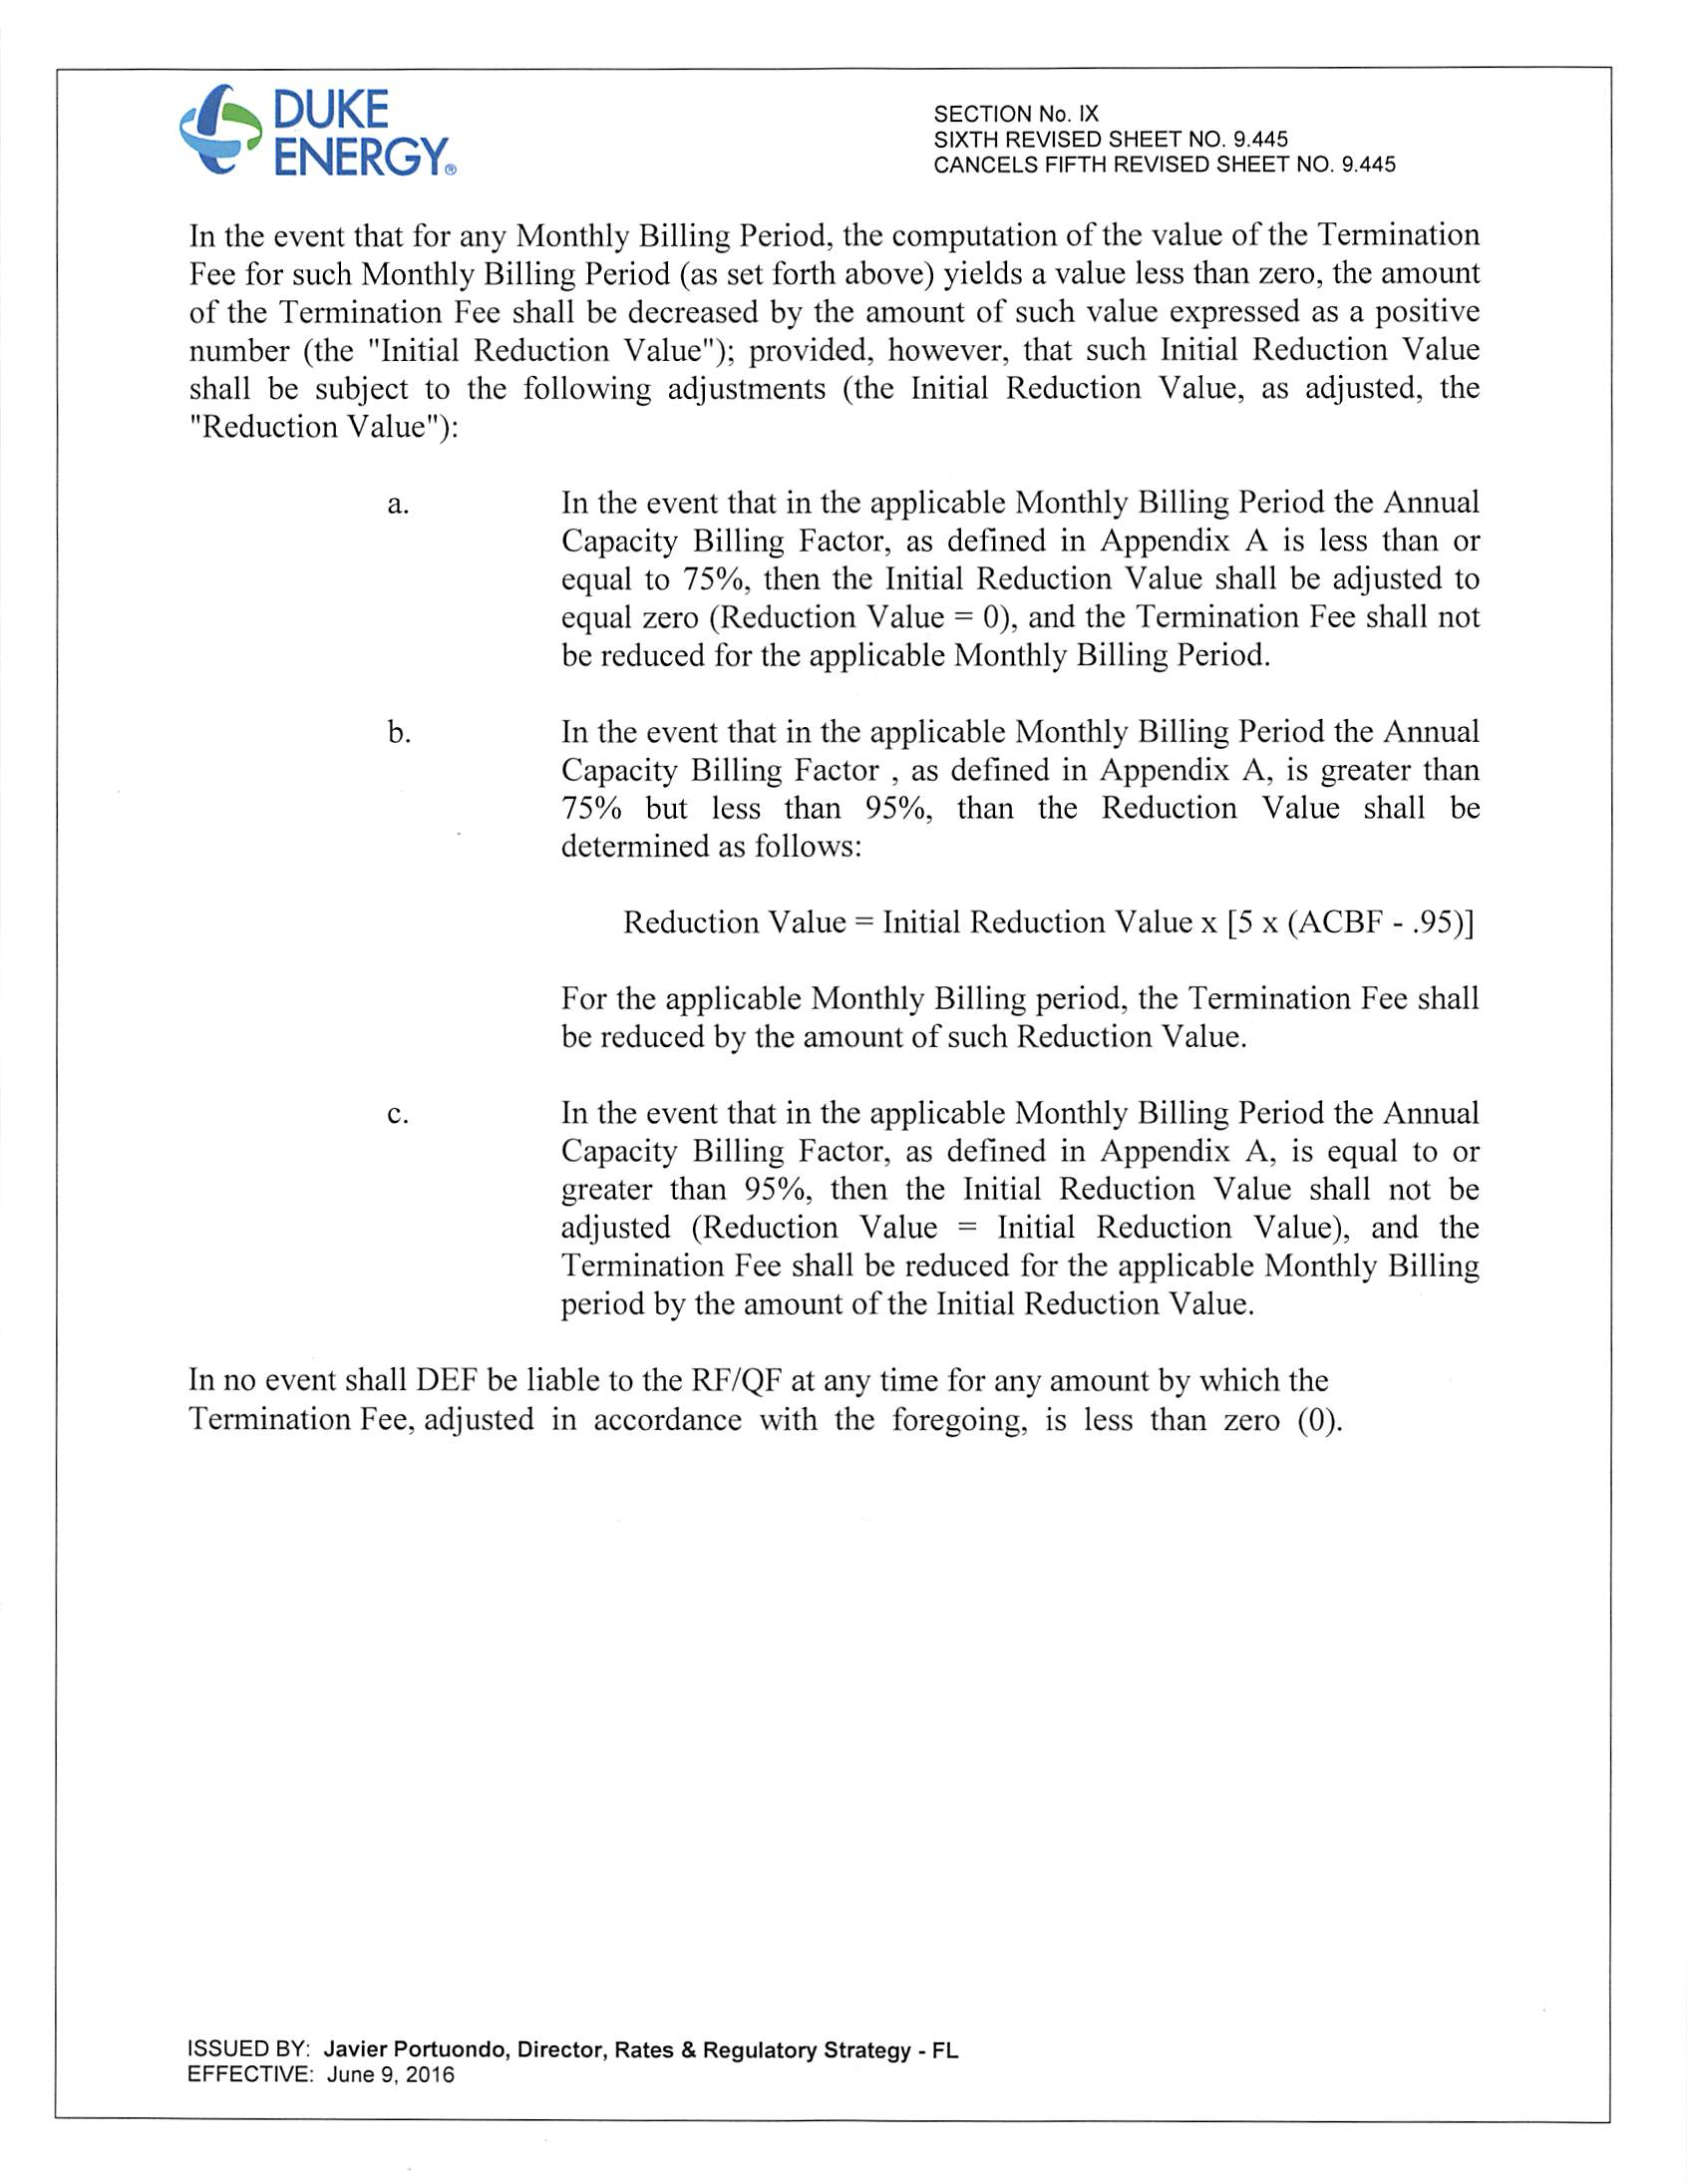 DUKE
ENERGY®
SECTION No. IX
SIXTH REVISED SHEET NO. 9.445
CANCELS FIFTH REVISED SHEET NO. 9.445
In the event that for any Monthly Billing Period, the computation of the value of the Termination
Fee for such Monthly Billing Period (as set forth above) yields a value less than zero, the amount
of the Termination Fee shall be decreased by the amount of such value expressed as a positive
number (the "Initial Reduction Value"); provided, however, that such Initial Reduction Value
shall be subject to the following adjustments (the Initial Reduction Value, as adjusted, the
"Reduction Value"):
a. In the event that in the applicable Monthly Billing Period the Annual
Capacity Billing Factor, as defined in Appendix A is less than or
equal to 75%, then the Initial Reduction Value shall be adjusted to
equal zero (Reduction Value = 0), and the Termination Fee shall not
be reduced for the applicable Monthly Billing Period.
b. In the event that in the applicable Monthly Billing Period the Annual
Capacity Billing Factor , as defined in Appendix A, is greater than
75% but less than 95%, than the Reduction Value shall be
determined as follows:
Reduction Value = Initial Reduction Value x [5 x (ACBF - .95)]
For the applicable Monthly Billing period, the Termination Fee shall
be reduced by the amount of such Reduction Value.
c. In the event that in the applicable Monthly Billing Period the Annual
Capacity Billing Factor, as defined in Appendix A, is equal to or
greater than 95%, then the Initial Reduction Value shall not be
adjusted (Reduction Value = Initial Reduction Value), and the
Termination Fee shall be reduced for the applicable Monthly Billing
period by the amount of the Initial Reduction Value.
In no event shall DEF be liable to the RF/QF at any time for any amount by which the
Termination Fee, adjusted in accordance with the foregoing, is less than zero (0).
ISSUED BY: Javier Portuondo, Director, Rates & Regulatory Strategy - FL
EFFECTIVE: June 9, 2016